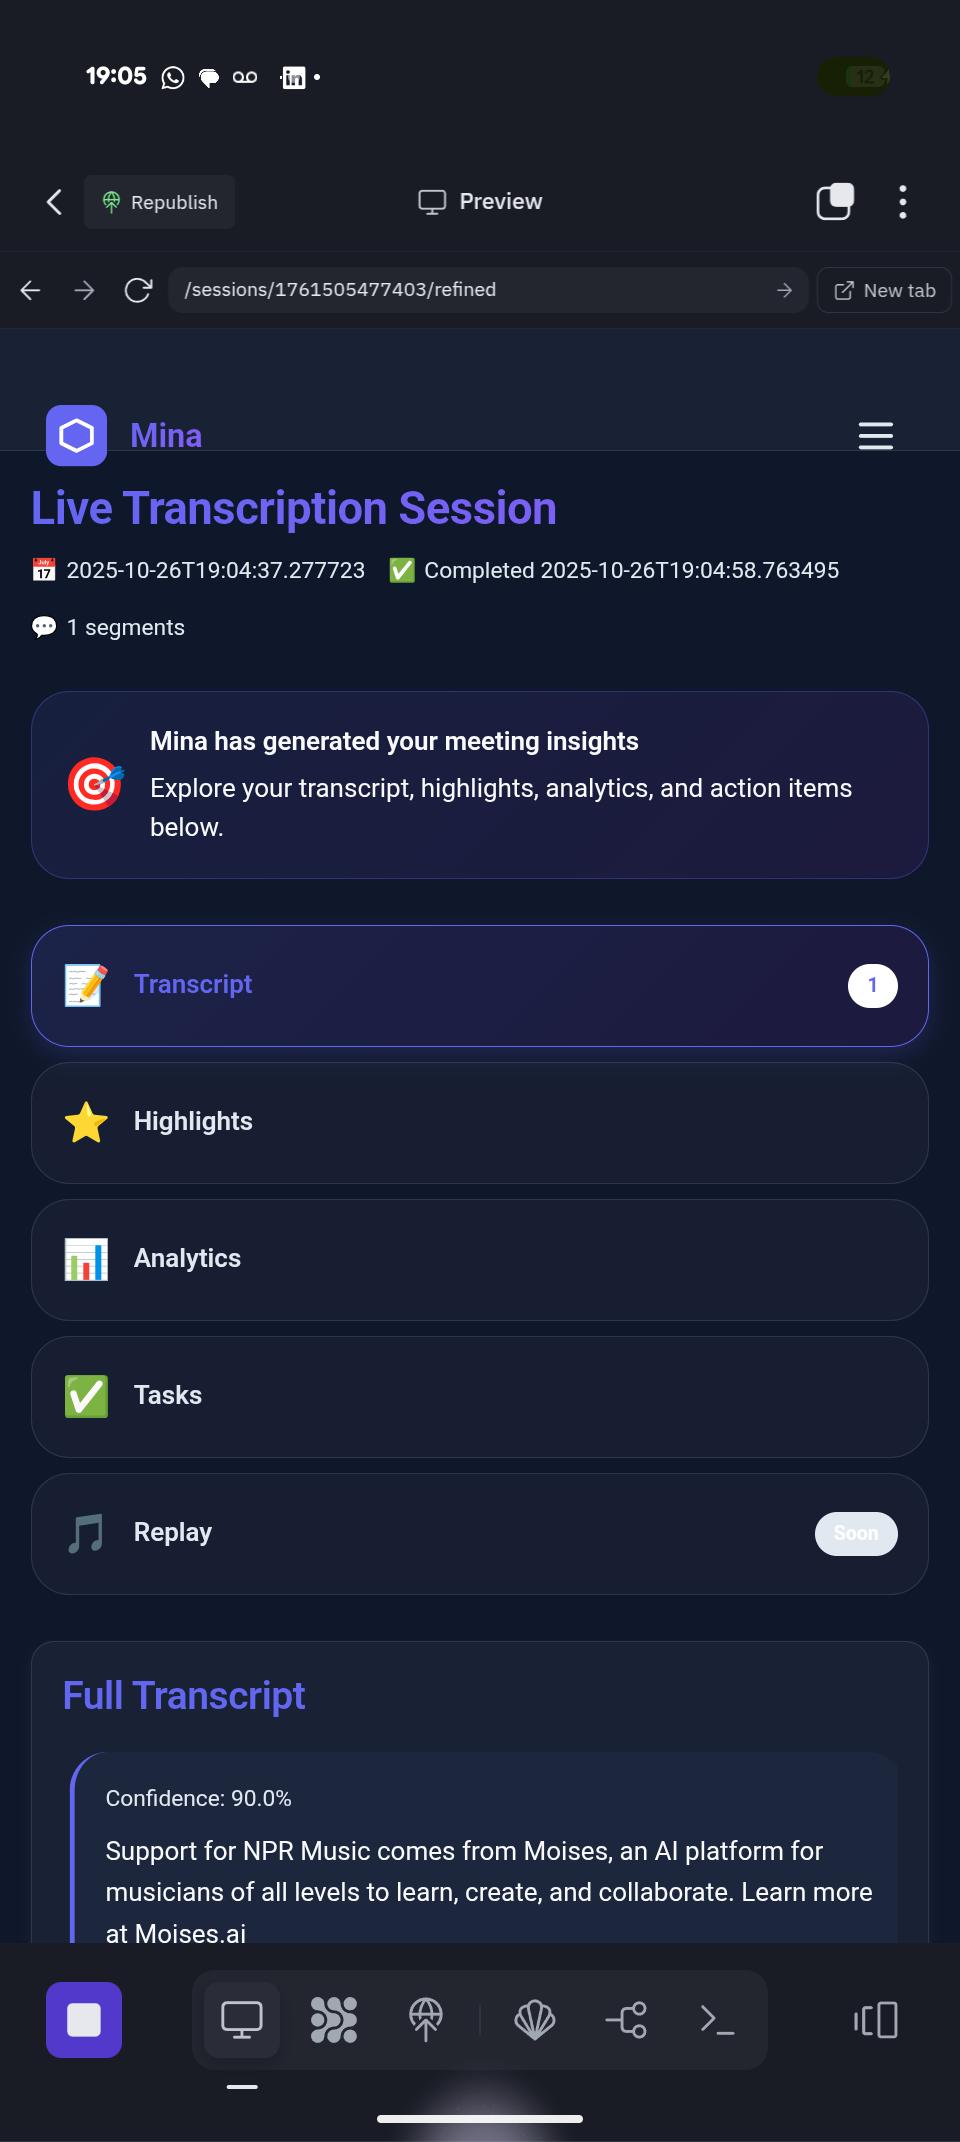 19:05
12
Republish
Preview
/sessions/1761505477403/refined
New tab
Mina
Live Transcription Session
2025-10-26T19:04:37.277723
Completed 2025-10-26T19:04:58.763495
1 segments
Mina has generated your meeting insights
Explore your transcript, highlights, analytics, and action items
below.
Transcript
1
Highlights
Analytics
Tasks
Replay
Soon
Full Transcript
Confidence: 90.0%
Support for NPR Music comes from Moises, an AI platform for
musicians of all levels to learn, create, and collaborate. Learn more
at Moises.ai